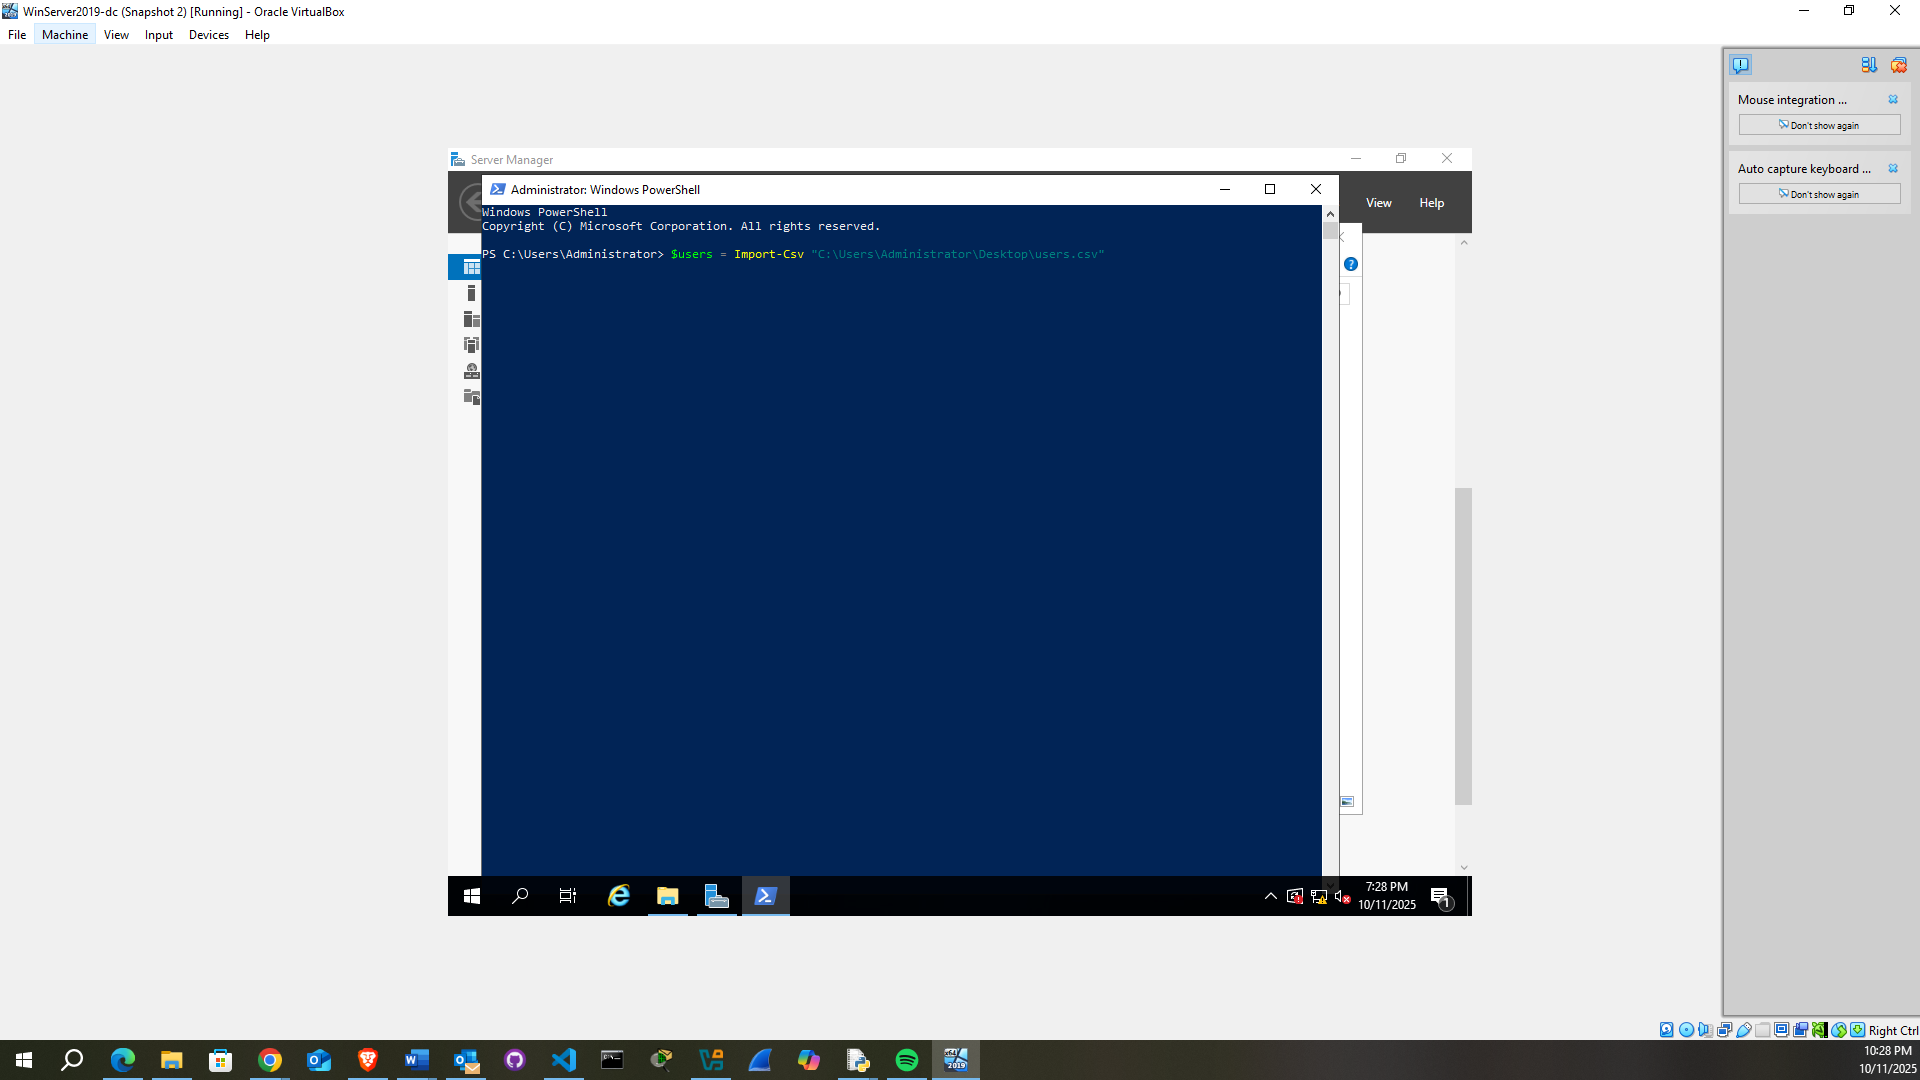 WinServer2019-dc (Snapshot 2) [Running] - Oracle VirtualBox
File Machine View Input Devices Help
Mouse integration ...
Don't show again
Auto capture keyboard ...
Don't show again
Server Manager
View Help
Administrator: Windows PowerShell
Windows PowerShell
Copyright (C) Microsoft Corporation. All rights reserved.
PS C:\Users\Administrator> $users = Import-Csv "C:\Users\Administrator\Desktop\users.csv"
7:28 PM
10/11/2025
1
Right Ctrl
10:28 PM
10/11/2025